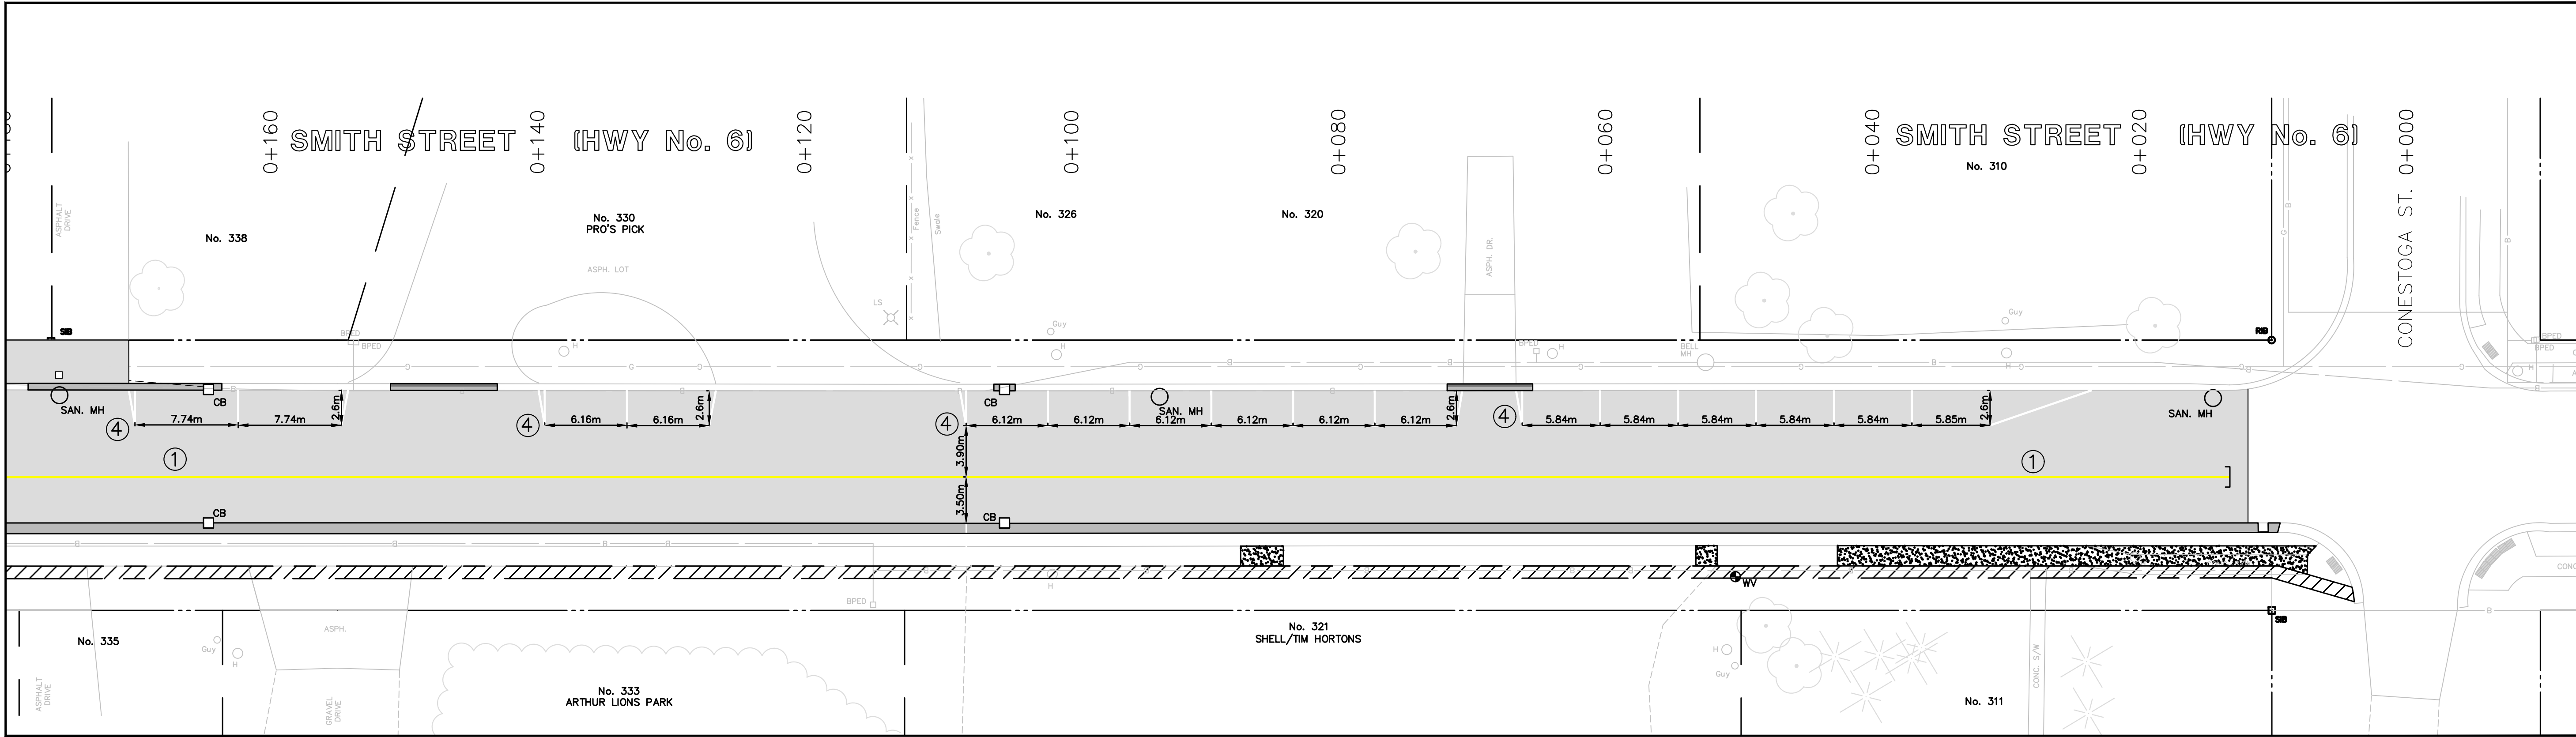 0+160
SMITH STREET (HWY No. 6)
0+140
0+120
0+100
0+080
0+060
0+040
SMITH STREET (HWY No. 6)
0+020
CONESTOGA ST. 0+000
No. 310
ASPHALT
DRIVE
No. 338
No. 330
PRO'S PICK
ASPH. LOT
Fence
Swale
No. 326
No. 320
ASPH. DR.
LS
Guy
Guy
SIB
BPED
BPED
H
H
BPED
H
BELL
MH
H
RIB
BPED
BPED
H
SAN. MH
CB
CB
SAN. MH
SAN. MH
4
7.74m
7.74m
2.6m
4
6.16m
6.16m
2.6m
4
6.12m
6.12m
6.12m
6.12m
6.12m
6.12m
2.6m
4
5.84m
5.84m
5.84m
5.84m
5.84m
5.85m
2.6m
1
3.90m
1
3.50m
CB
CB
H
WV
BPED
CONC
SIB
No. 335
ASPH.
Guy
H
No. 321
SHELL/TIM HORTONS
H
Guy
CONC. S/W
ASPHALT
DRIVE
GRAVEL
DRIVE
No. 333
ARTHUR LIONS PARK
No. 311